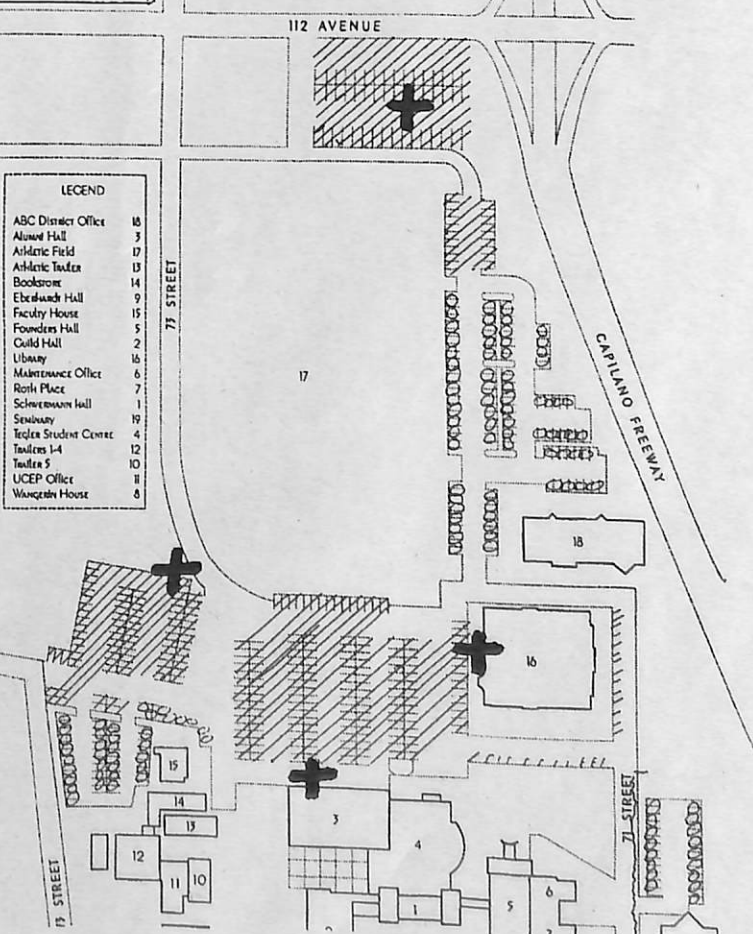 112 AVENUE
LEGEND
ABC District Office 18
Alumni Hall 3
Athletic Field 17
Athletic Trailer 13
Bookstore 14
Eberhardt Hall 9
Faculty House 15
Founders Hall 5
Guild Hall 2
Library 16
Maintenance Office 6
Roth Place 7
Schwermann Hall 1
Seminary 19
Tegler Student Centre 4
Trailers 1-4 12
Trailer 5 10
UCEP Office 11
Wangerin House 8
73 STREET
17
CAPILANO FREEWAY
18
16
15
14
13
12
11
10
3
4
1
5
6
71 STREET
73 STREET